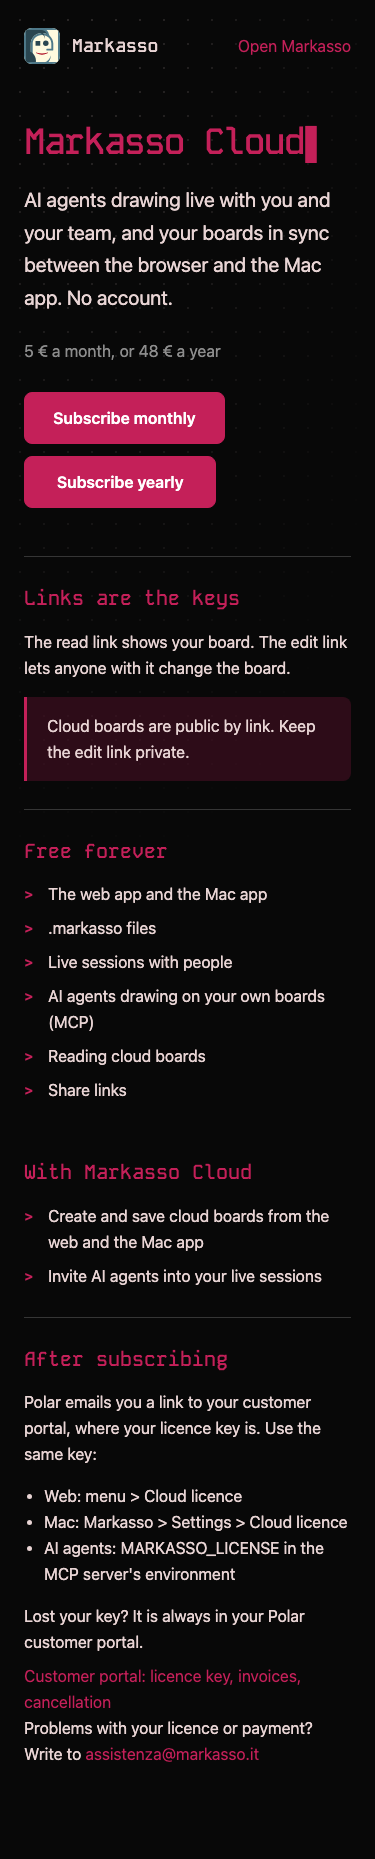 Markasso
Open Markasso
Markasso Cloud
AI agents drawing live with you and
your team, and your boards in sync
between the browser and the Mac
app. No account.
5 € a month, or 48 € a year
Subscribe monthly
Subscribe yearly
Links are the keys
The read link shows your board. The edit link
lets anyone with it change the board.
Cloud boards are public by link. Keep
the edit link private.
Free forever
> The web app and the Mac app
> .markasso files
> Live sessions with people
> AI agents drawing on your own boards
(MCP)
> Reading cloud boards
> Share links
With Markasso Cloud
> Create and save cloud boards from the
web and the Mac app
> Invite AI agents into your live sessions
After subscribing
Polar emails you a link to your customer
portal, where your licence key is. Use the
same key:
• Web: menu > Cloud licence
• Mac: Markasso > Settings > Cloud licence
• AI agents: MARKASSO_LICENSE in the
MCP server's environment
Lost your key? It is always in your Polar
customer portal.
Customer portal: licence key, invoices,
cancellation
Problems with your licence or payment?
Write to assistenza@markasso.it